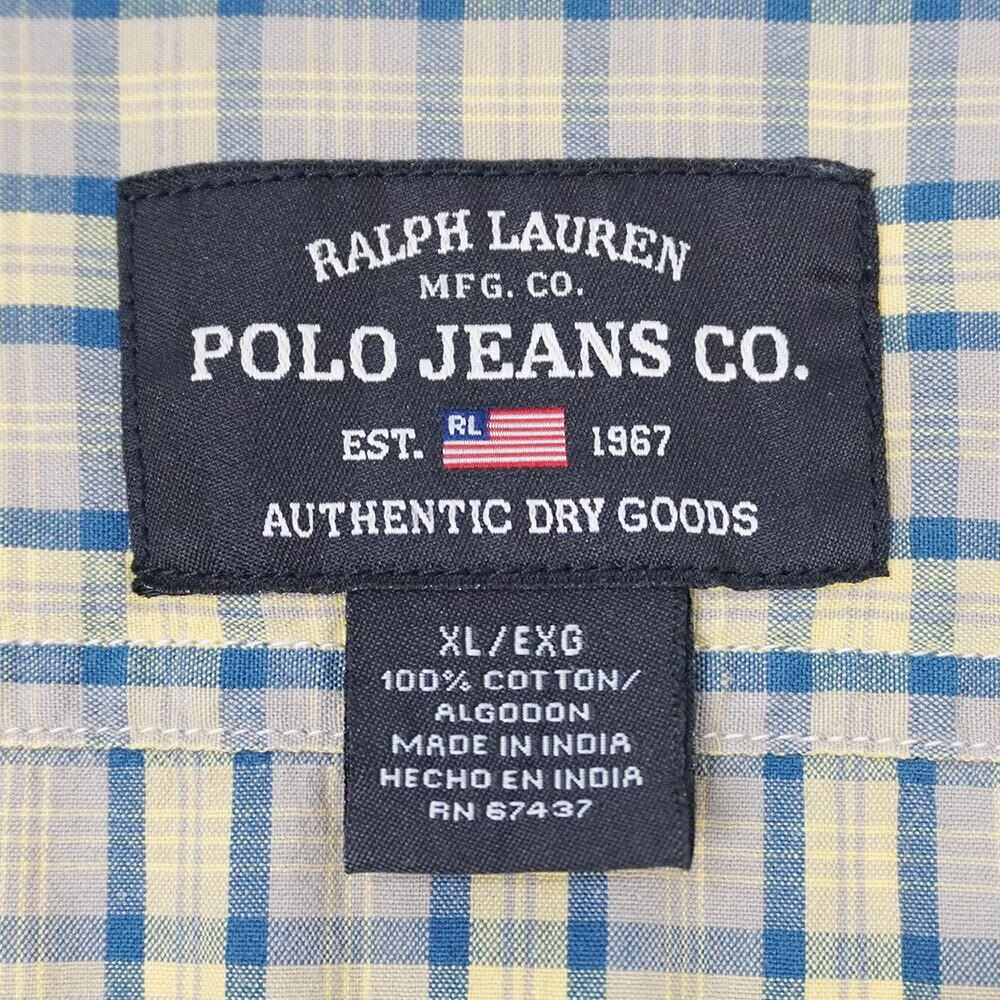 RALPH LAUREN
MFG. CO.
POLO JEANS CO.
EST. RL 1967
AUTHENTIC DRY GOODS
XL/EXG
100% COTTON/
ALGODON
MADE IN INDIA
HECHO EN INDIA
RN 67437